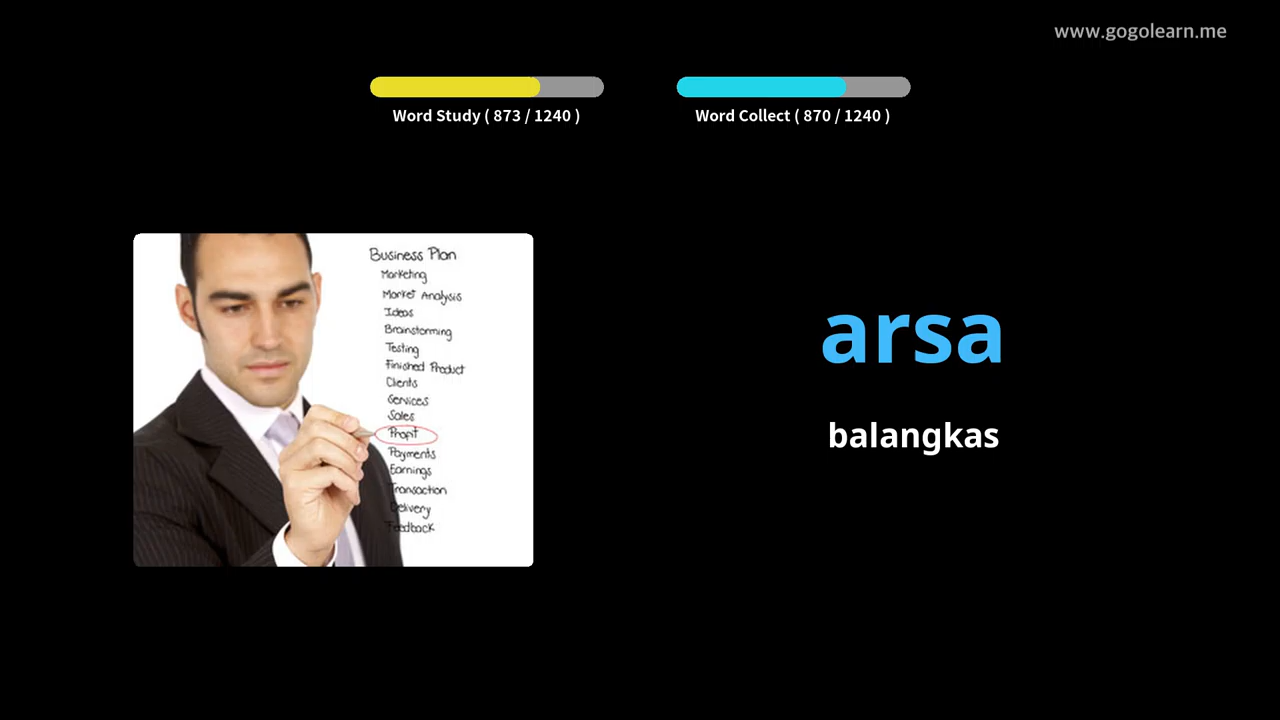 www.gogolearn.me
Word Study ( 873 / 1240 )
Word Collect ( 870 / 1240 )
Business Plan
Marketing
Market Analysis
Ideas
Brainstorming
Testing
Finished Product
Clients
Services
Sales
Profit
Payments
Earnings
Transaction
Delivery
Feedback
arsa
balangkas